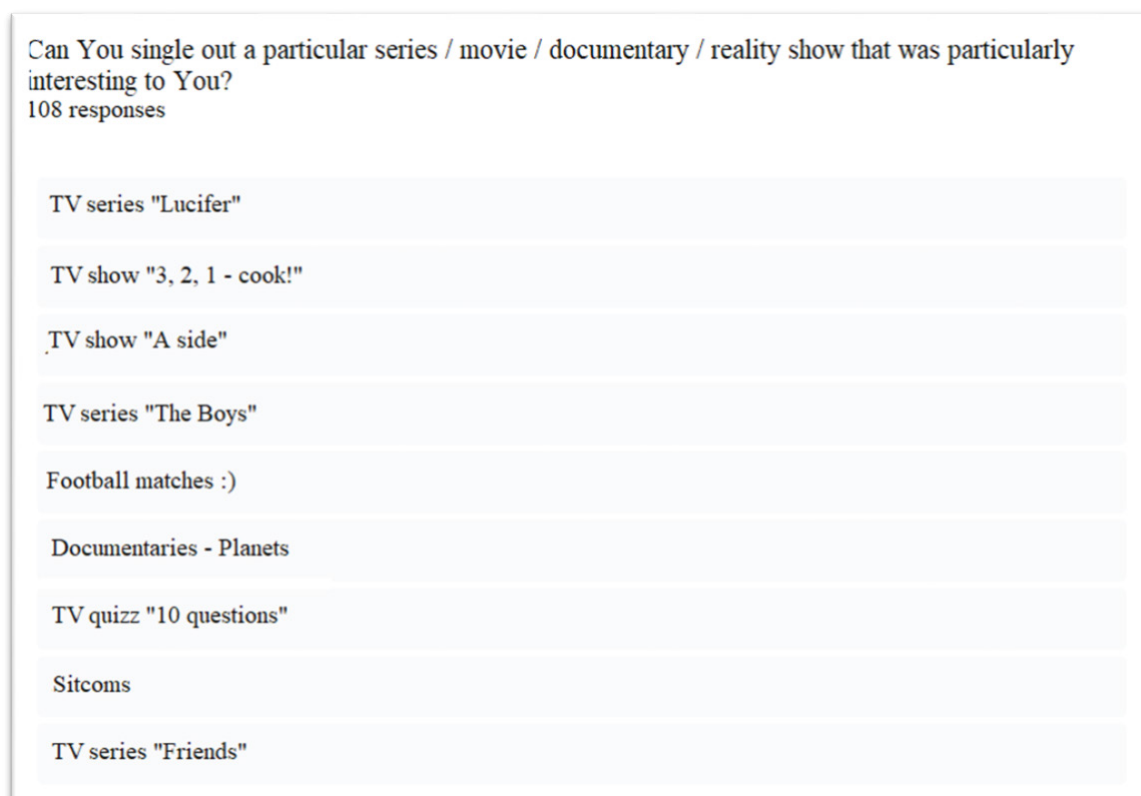 Can You single out a particular series / movie / documentary / reality show that was particularly
interesting to You?
108 responses
TV series "Lucifer"
TV show "3, 2, 1 - cook!"
TV show "A side"
TV series "The Boys"
Football matches :)
Documentaries - Planets
TV quizz "10 questions"
Sitcoms
TV series "Friends"